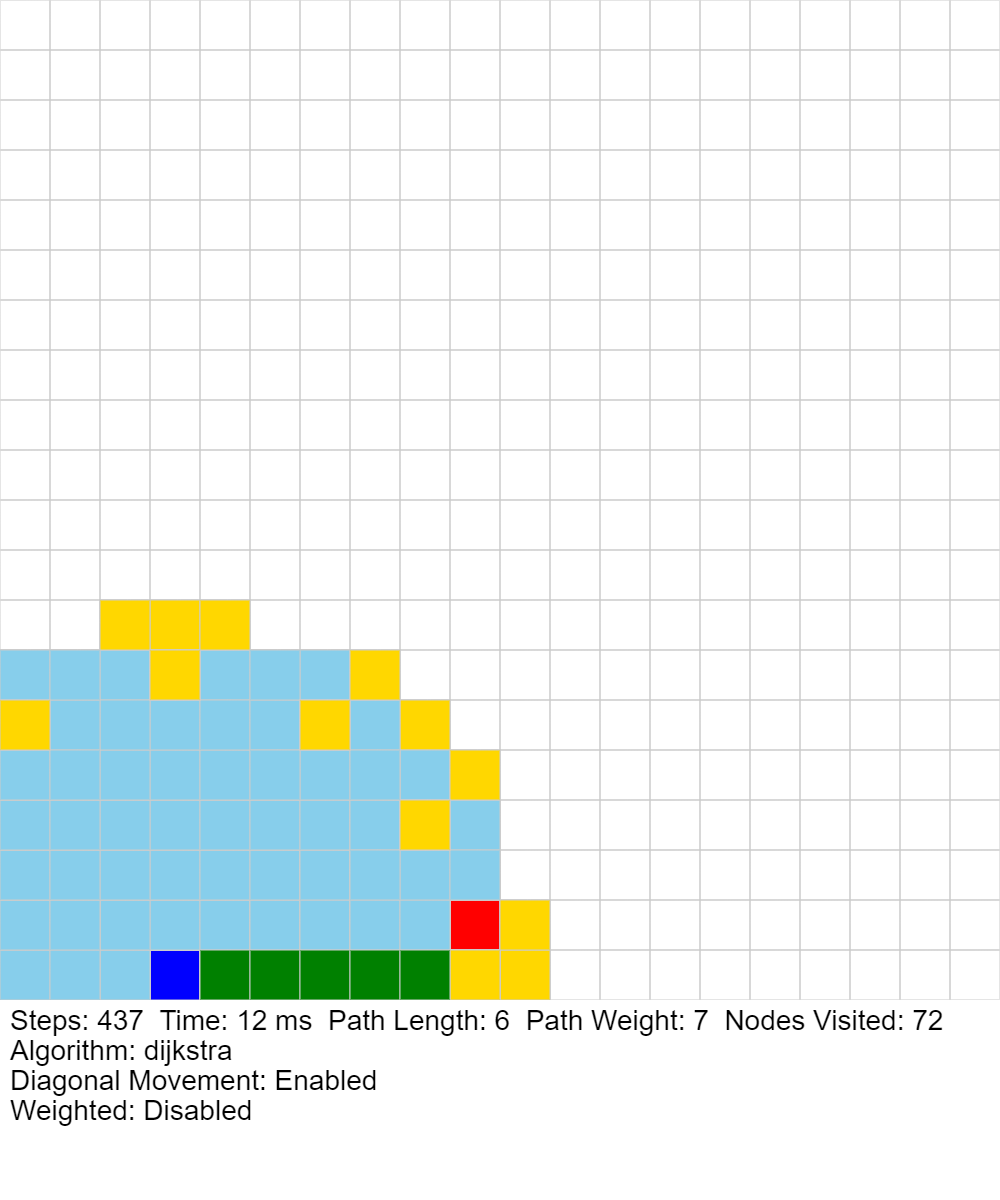 Steps: 437  Time: 12 ms  Path Length: 6  Path Weight: 7  Nodes Visited: 72
Algorithm: dijkstra
Diagonal Movement: Enabled
Weighted: Disabled